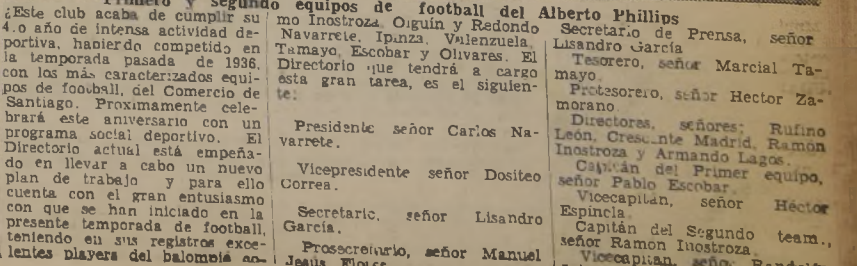 Primero y segundo equipos de football del Alberto Phillips
¿Este club acaba de cumplir su
4.o año de intensa actividad de-
portiva, habiendo competido en
la temporada pasada de 1936,
con los más caracterizados equi-
pos de football, del Comercio de
Santiago. Proximamente cele-
brará este aniversario con un
programa social deportivo. El
Directorio actual está empeña-
do en llevar a cabo un nuevo
plan de trabajo y para ello
cuenta con el gran entusiasmo
con que se han iniciado en la
presente temporada de football,
teniendo en sus registros exce-
lentes playera del balompié
mo Inostroza, Olguín y Redondo
Navarrete, Ipinza, Valenzuela,
Tamayo, Escobar y Olivares. El
Directorio que tendrá a cargo
esta gran tarea, es el siguien-
te:
Presidente señor Carlos Na-
varrete.
Vicepresidente señor Dositeo
Correa.
Secretaric, señor Lisandro
García.
Prosecretario, señor Manuel
Jesús
Secretario de Prensa, señor
Lisandro García
Tesorero, señor Marcial Ta-
mayo.
Protesorero, señor Hector Za-
morano
Directoras, señores; Rufino
León, Crescente Madrid, Ramón
Inostroza y Armando Lagos.
Capitán del Primer equipo,
señor Pablo Escobar.
Vicecapitán, señor Héctor
Espincla.
Capitán del Segundo team.,
señor Ramon Inostroza.
Vicecapitan, señor